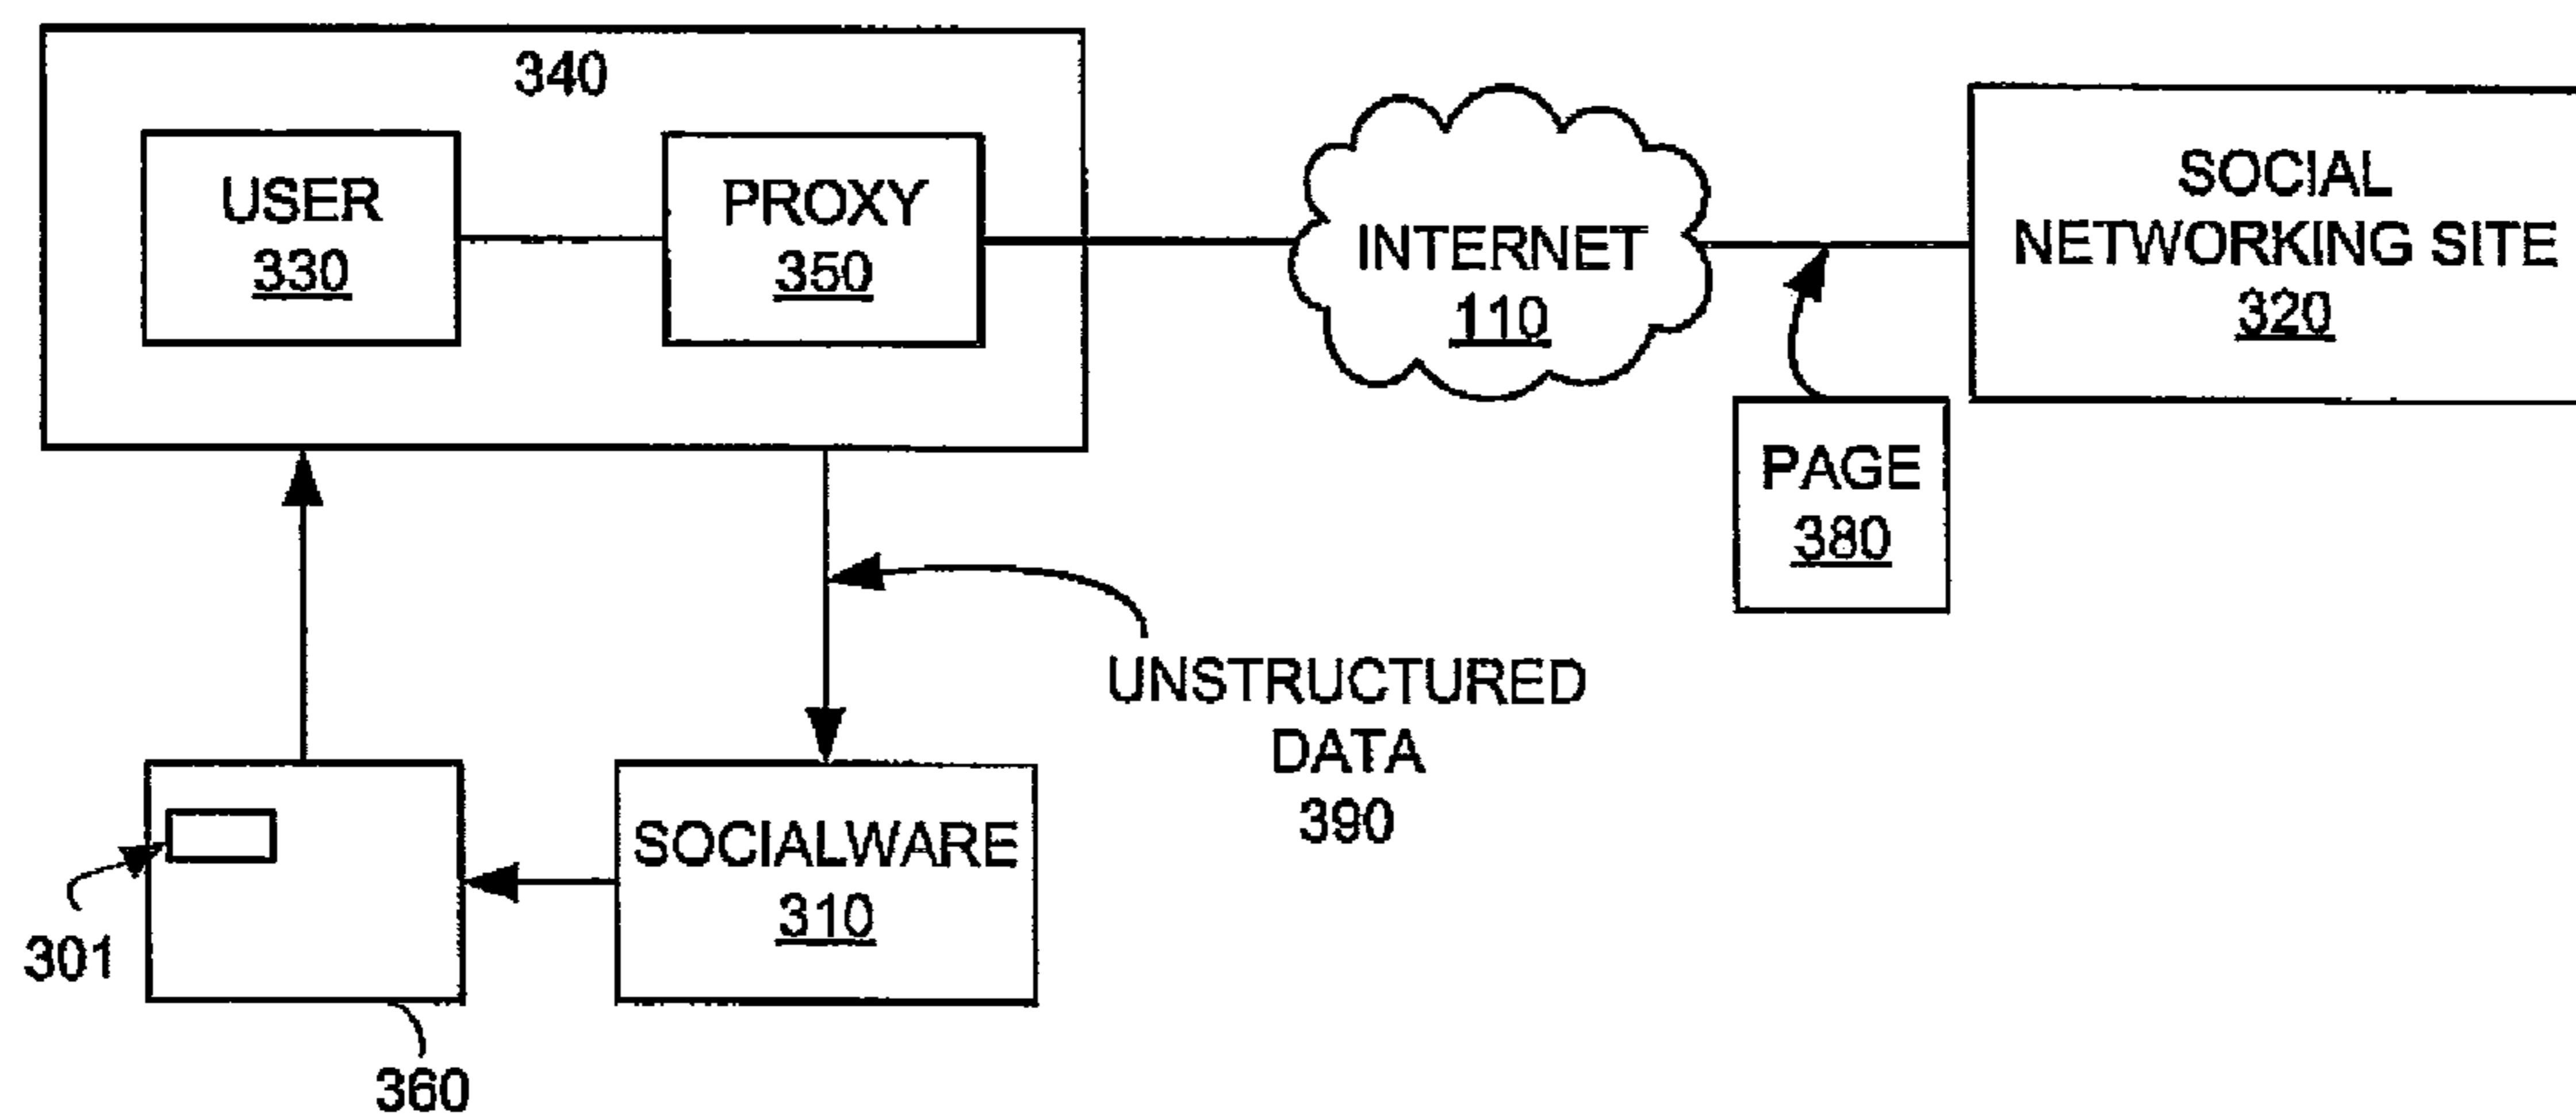 340
USER
330
PROXY
350
INTERNET
110
SOCIAL
NETWORKING SITE
320
PAGE
380
UNSTRUCTURED
DATA
390
SOCIALWARE
310
301
360